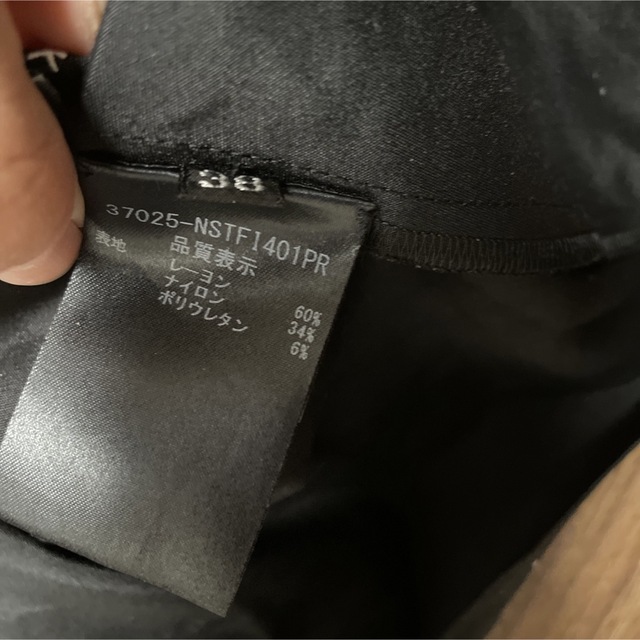 38
37025-NSTFI401PR
品質表示
表地
レーヨン 60%
ナイロン 34%
ポリウレタン 6%